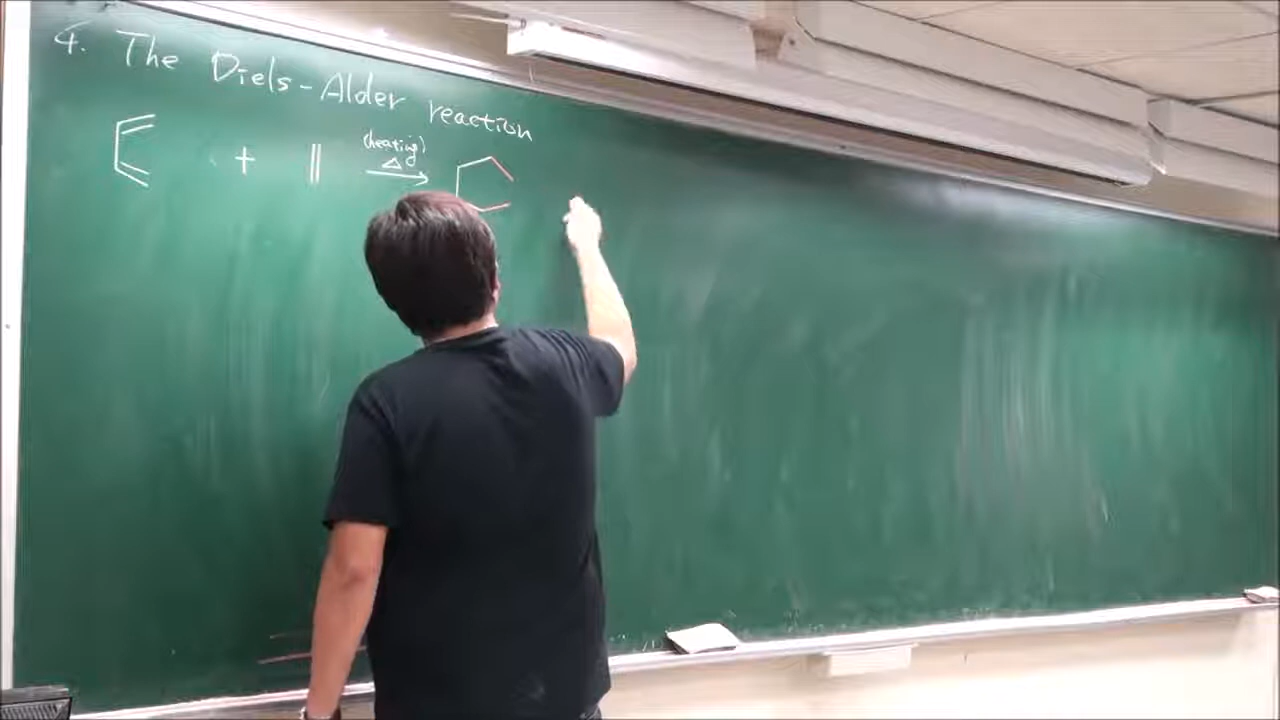 4. The Diels-Alder reaction
(heating)
+ Δ